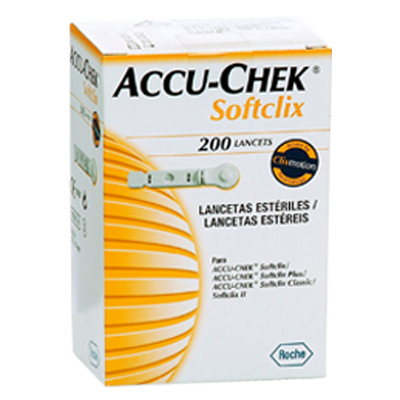 ACCU-CHEK®
Softclix
200 LANCETS
Clixmotion
LANCETAS ESTÉRILES /
LANCETAS ESTÉREIS
Para
ACCU-CHEK® Softclix/
ACCU-CHEK® Softclix Plus/
ACCU-CHEK® Softclix Classic/
Softclix II
Roche